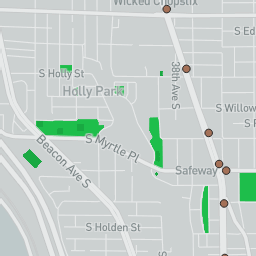 Wicked Chopstix
S Ed
S Holly St
38th Ave S
Holly Park
S Willow
S Myrtle Pl
Beacon Ave S
Safeway
S Holden St
S